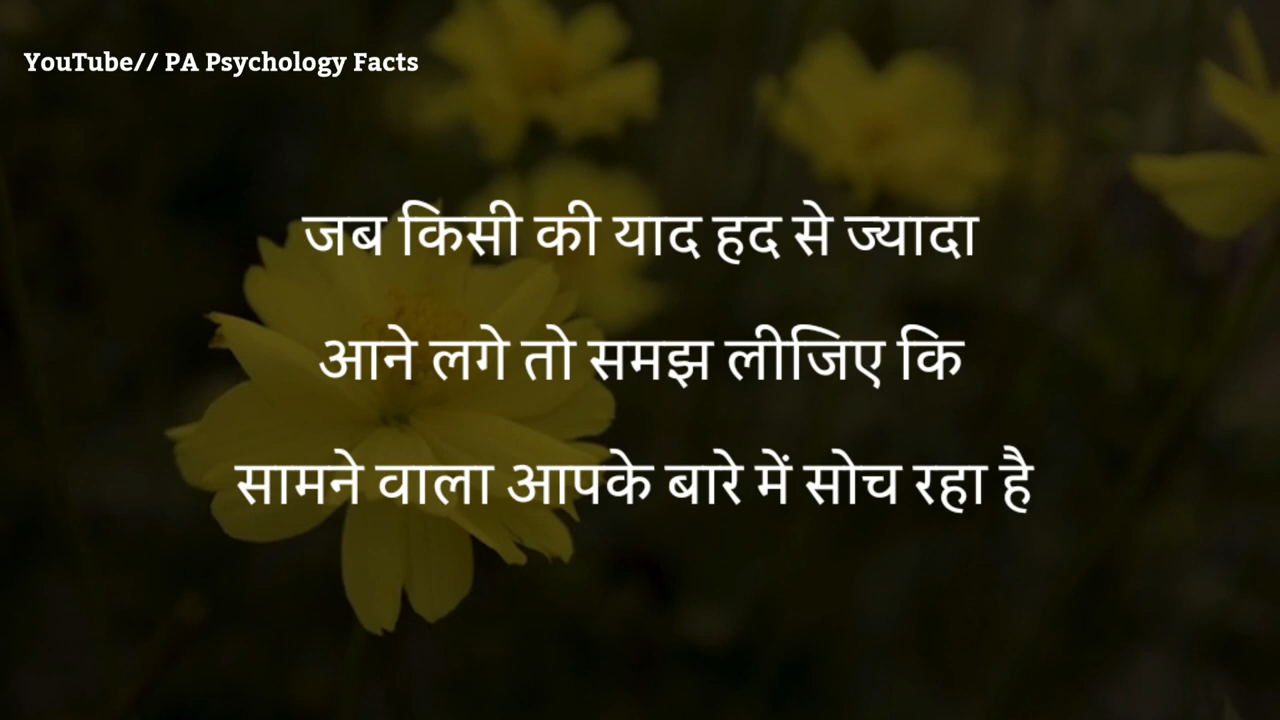 YouTube// PA Psychology Facts
जब किसी की याद हद से ज्यादा
आने लगे तो समझ लीजिए कि
सामने वाला आपके बारे में सोच रहा है